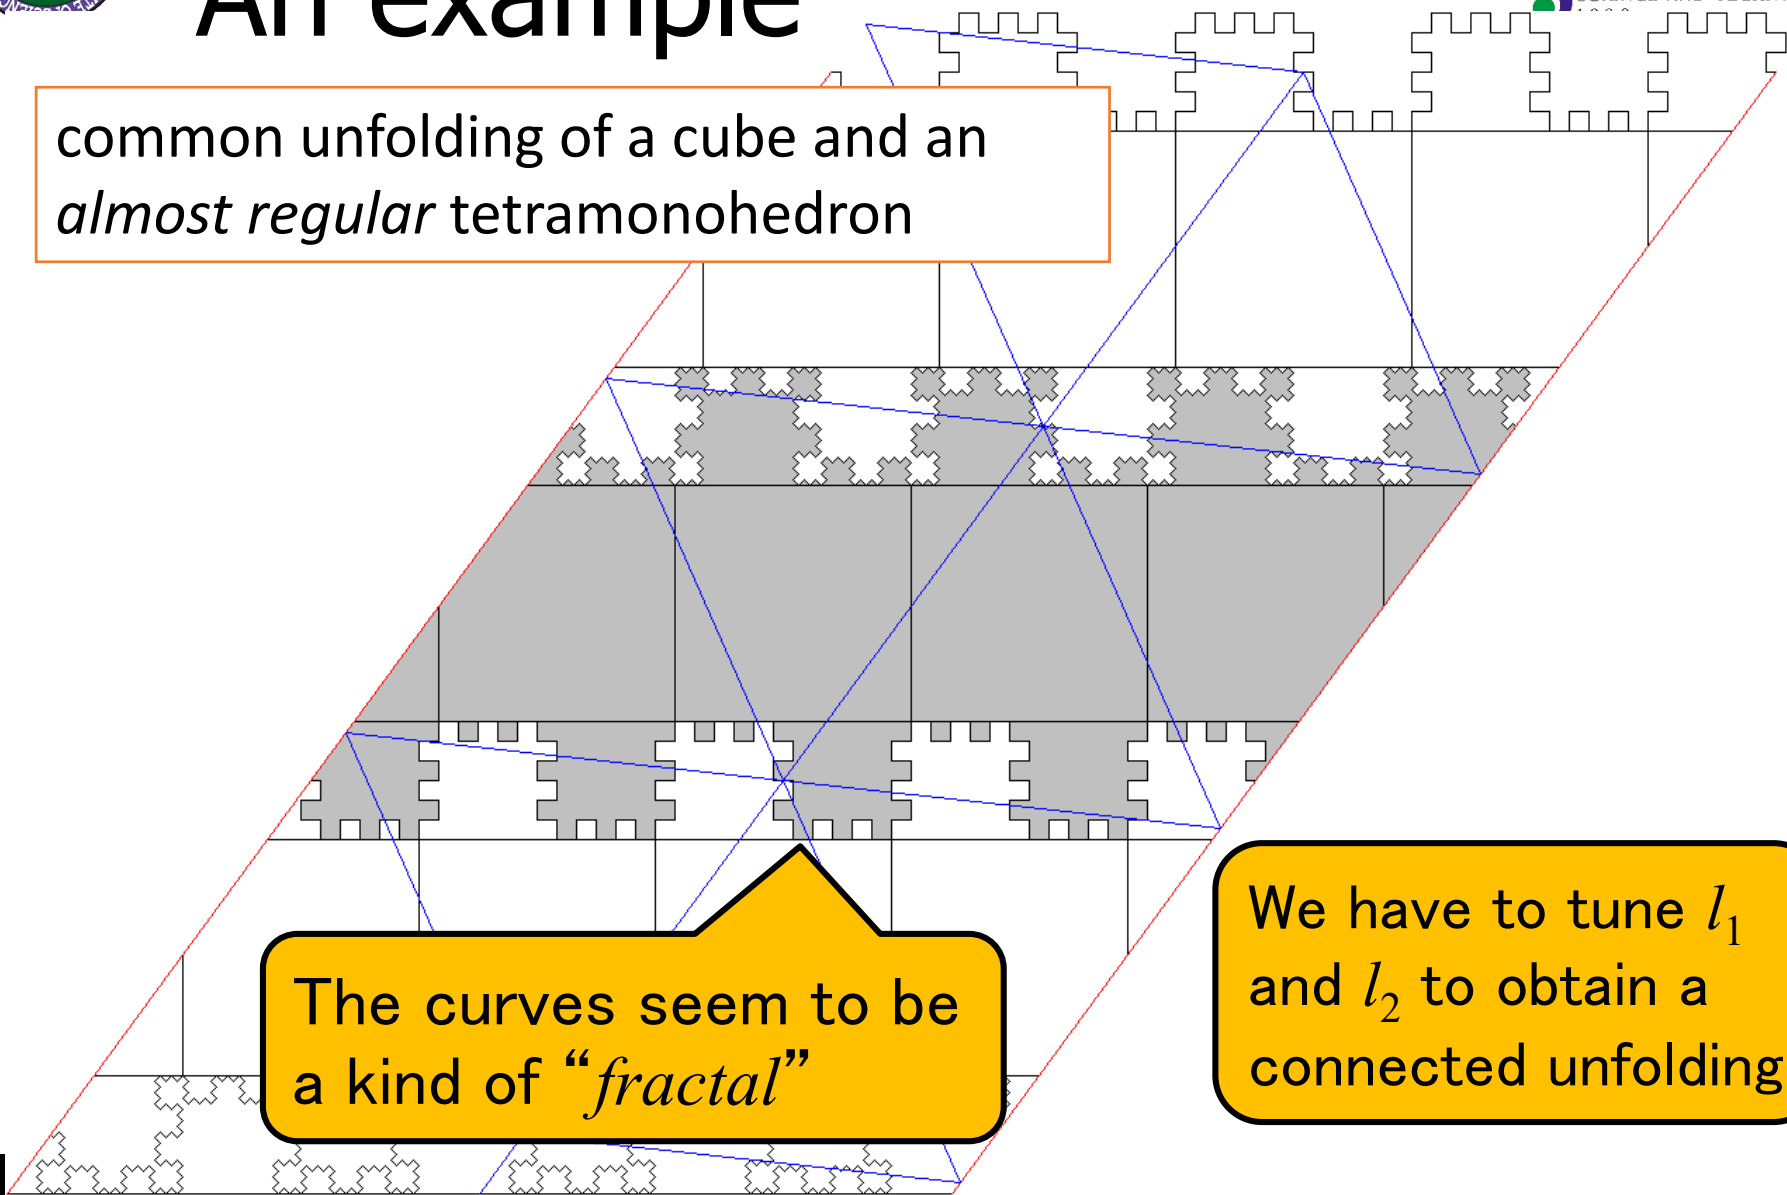 An example
common unfolding of a cube and an
almost regular tetramonohedron
The curves seem to be
a kind of “fractal”
We have to tune l₁
and l₂ to obtain a
connected unfolding